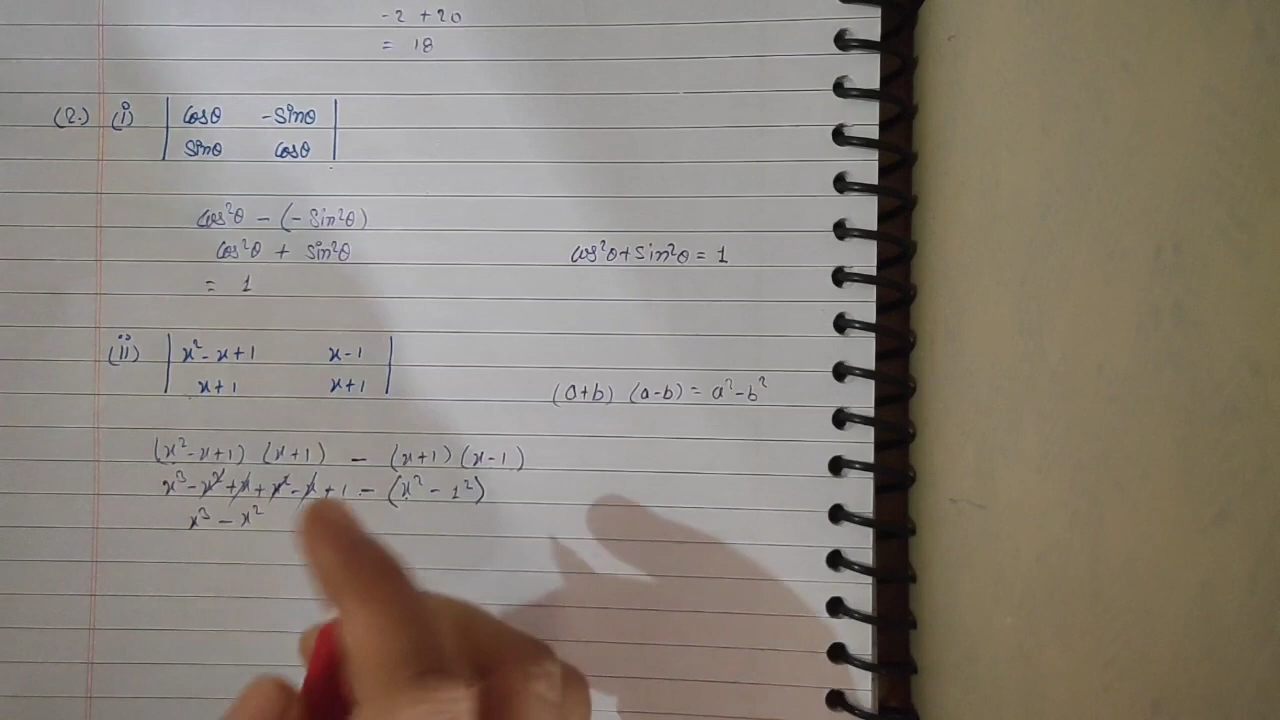 -2 + 20
= 18
(2.) (i) | cosθ -sinθ |
| sinθ cosθ |
cos²θ - (- sin²θ)
cos²θ + sin²θ cos²θ + sin²θ = 1
= 1
(ii) | x² - x + 1 x - 1 |
| x + 1 x + 1 |
(a+b) (a-b) = a² - b²
(x² - x + 1) (x + 1) - (x + 1) (x - 1)
x³ - x² + x + x² - x + 1 - (x² - 1²)
x³ - x²